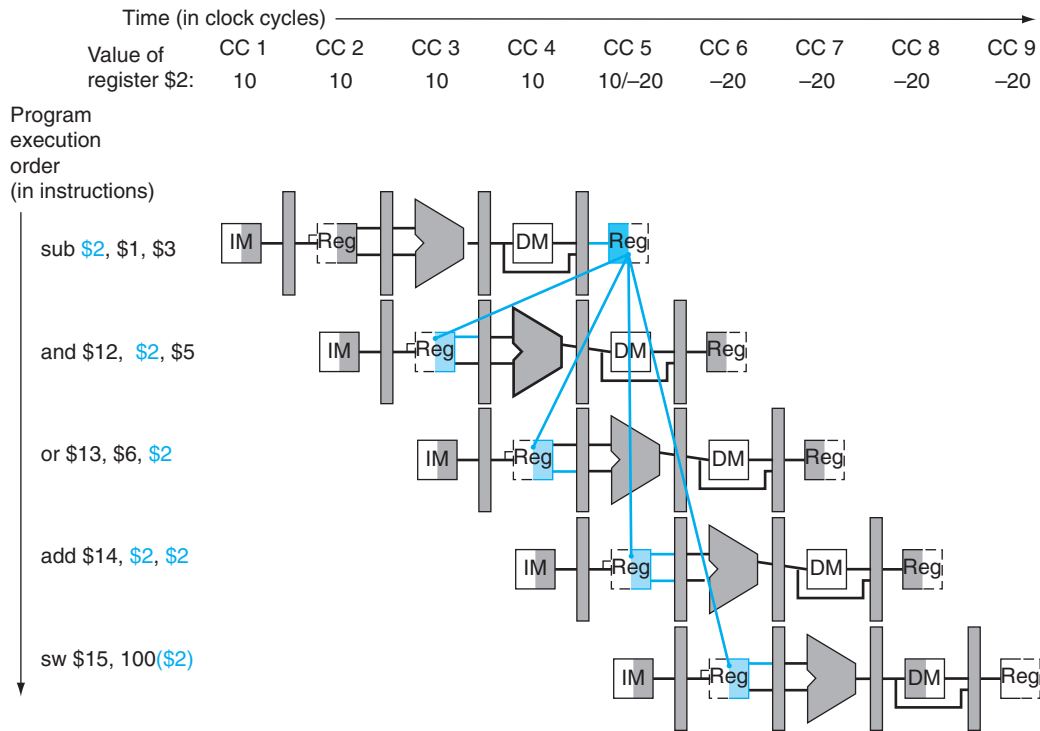 Time (in clock cycles)
Value of register $2:
CC 1 CC 2 CC 3 CC 4 CC 5 CC 6 CC 7 CC 8 CC 9
10 10 10 10 10/–20 –20 –20 –20 –20
Program
execution
order
(in instructions)
sub $2, $1, $3
IM Reg DM Reg
and $12, $2, $5
IM Reg DM Reg
or $13, $6, $2
IM Reg DM Reg
add $14, $2, $2
IM Reg DM Reg
sw $15, 100($2)
IM Reg DM Reg